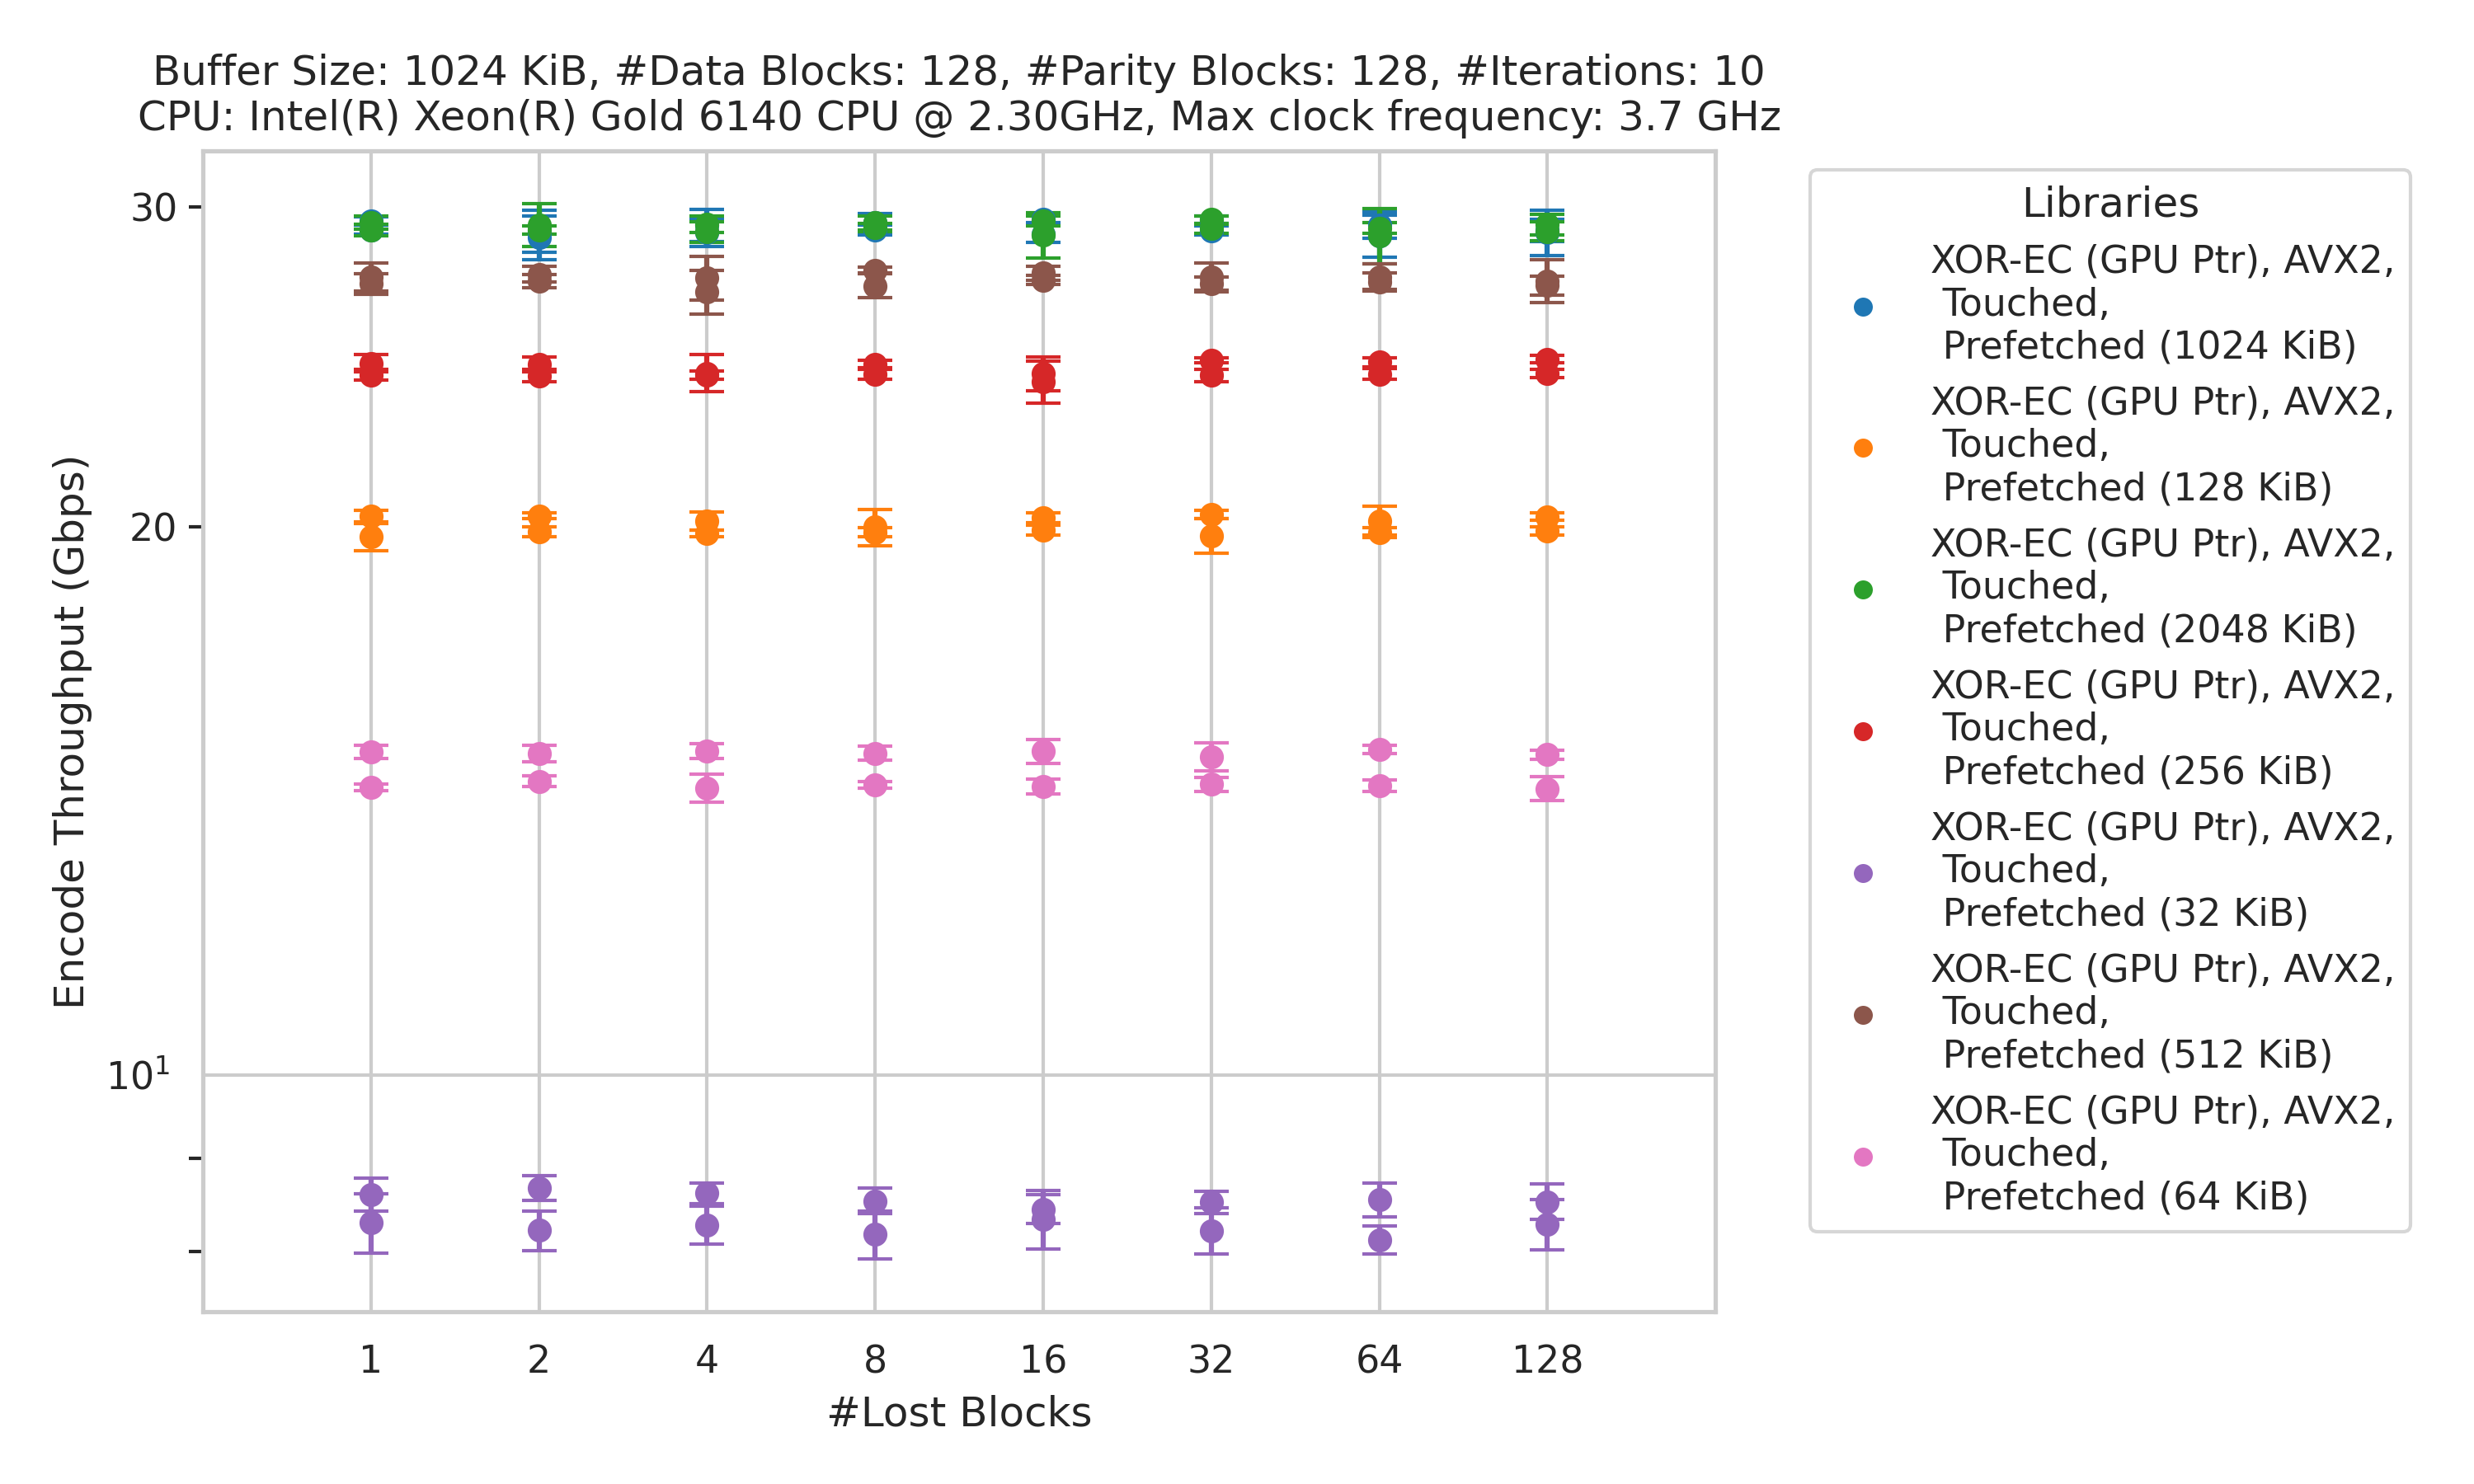 Buffer Size: 1024 KiB, #Data Blocks: 128, #Parity Blocks: 128, #Iterations: 10
CPU: Intel(R) Xeon(R) Gold 6140 CPU @ 2.30GHz, Max clock frequency: 3.7 GHz
Encode Throughput (Gbps)
30
20
10¹
1 2 4 8 16 32 64 128
#Lost Blocks
Libraries
XOR-EC (GPU Ptr), AVX2,
Touched,
Prefetched (1024 KiB)
XOR-EC (GPU Ptr), AVX2,
Touched,
Prefetched (128 KiB)
XOR-EC (GPU Ptr), AVX2,
Touched,
Prefetched (2048 KiB)
XOR-EC (GPU Ptr), AVX2,
Touched,
Prefetched (256 KiB)
XOR-EC (GPU Ptr), AVX2,
Touched,
Prefetched (32 KiB)
XOR-EC (GPU Ptr), AVX2,
Touched,
Prefetched (512 KiB)
XOR-EC (GPU Ptr), AVX2,
Touched,
Prefetched (64 KiB)